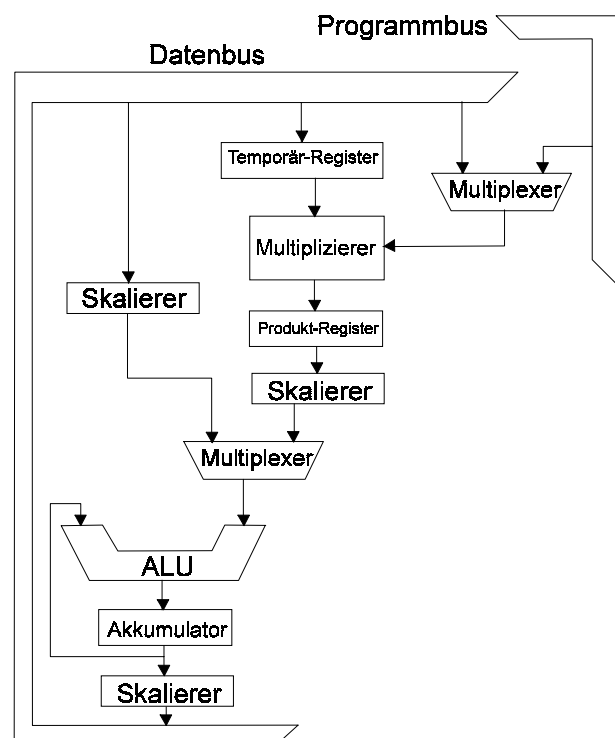 Programmbus
Datenbus
Temporär-Register
Multiplexer
Multiplizierer
Skalierer
Produkt-Register
Skalierer
Multiplexer
ALU
Akkumulator
Skalierer